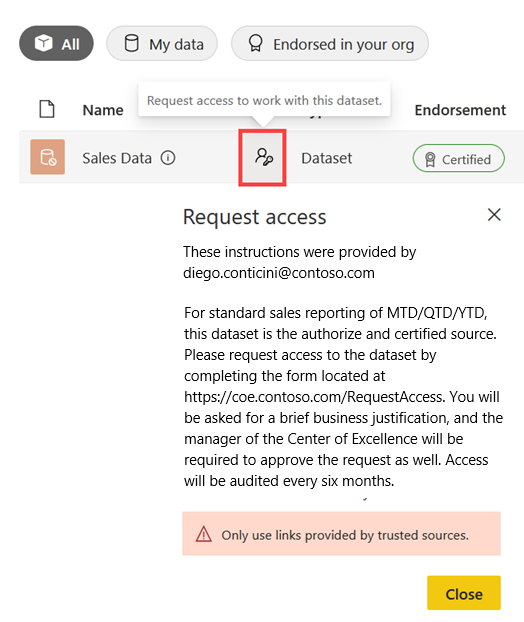 All
My data
Endorsed in your org
Request access to work with this dataset.
Name
Endorsement
Sales Data
Dataset
Certified
Request access
These instructions were provided by
diego.conticini@contoso.com
For standard sales reporting of MTD/QTD/YTD,
this dataset is the authorize and certified source.
Please request access to the dataset by
completing the form located at
https://coe.contoso.com/RequestAccess. You will
be asked for a brief business justification, and the
manager of the Center of Excellence will be
required to approve the request as well. Access
will be audited every six months.
Only use links provided by trusted sources.
Close